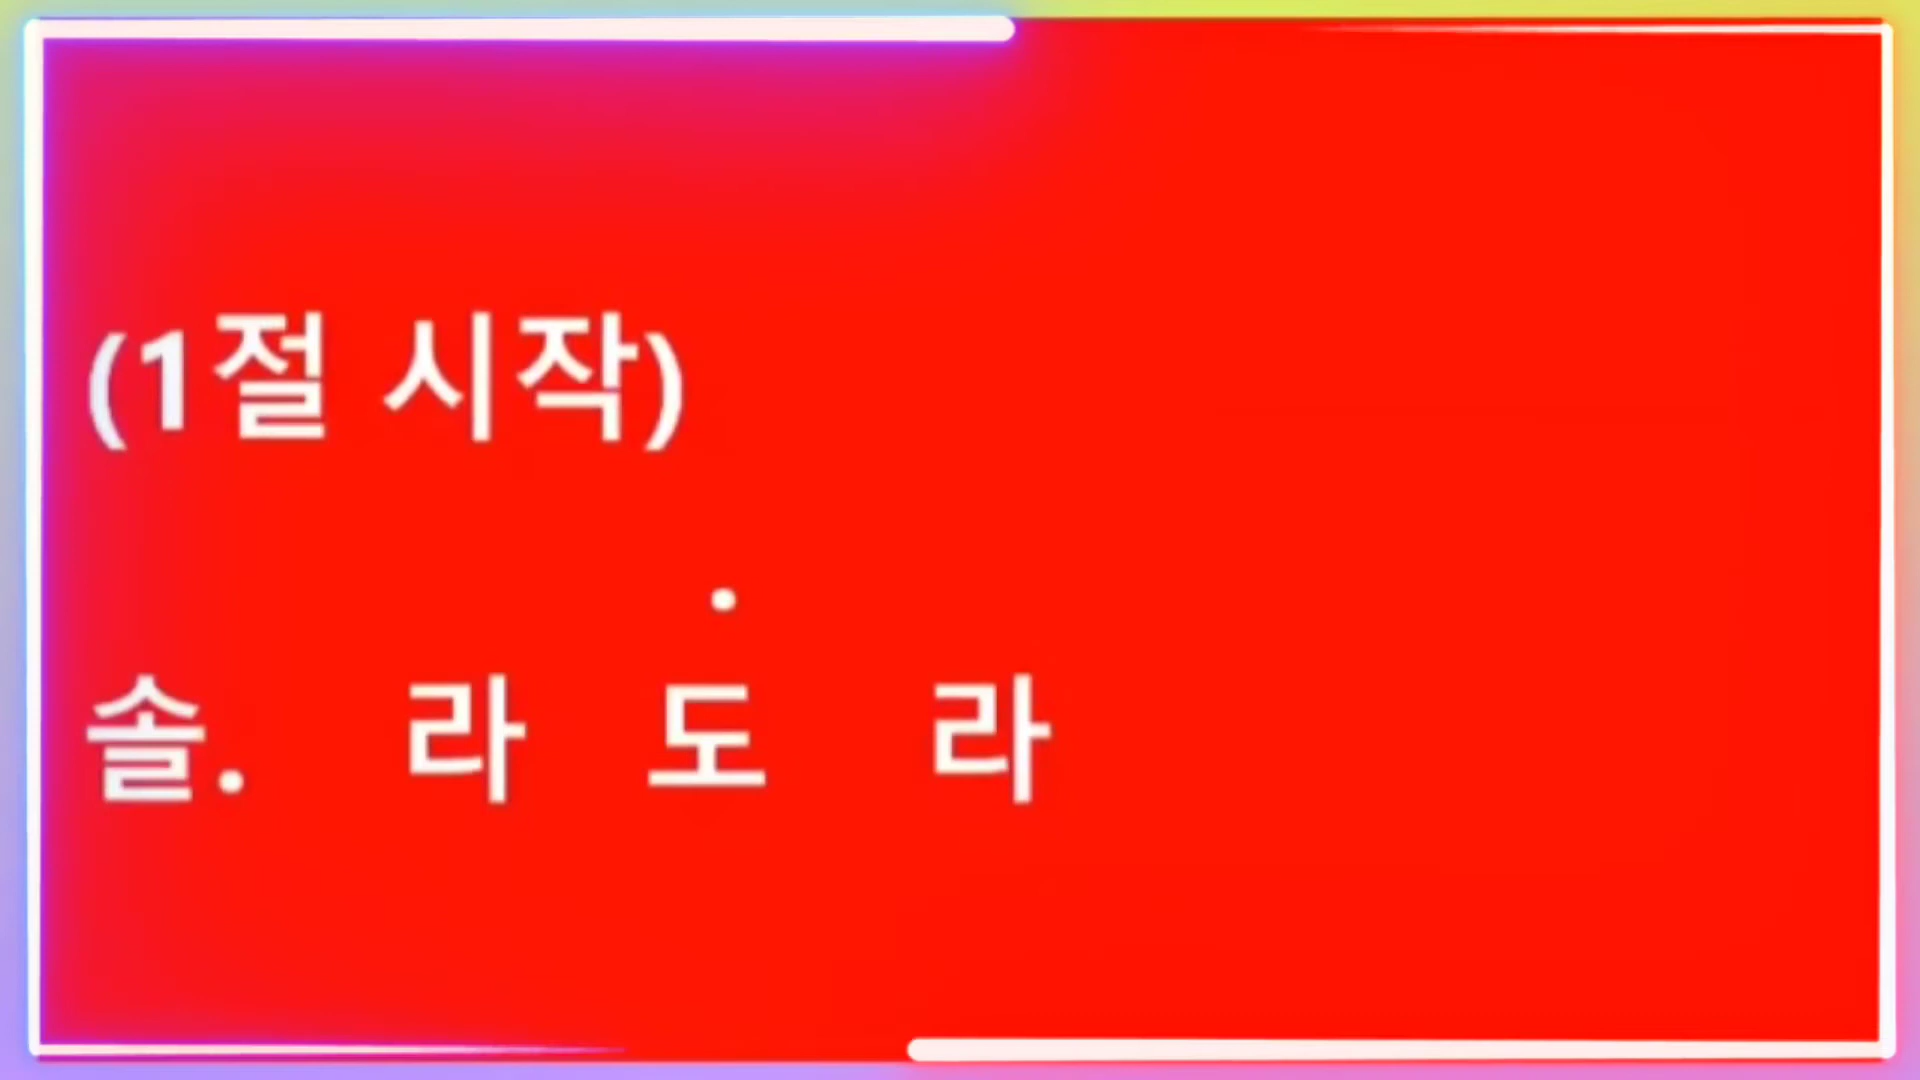 (1절 시작)
솔. 라 도̇ 라